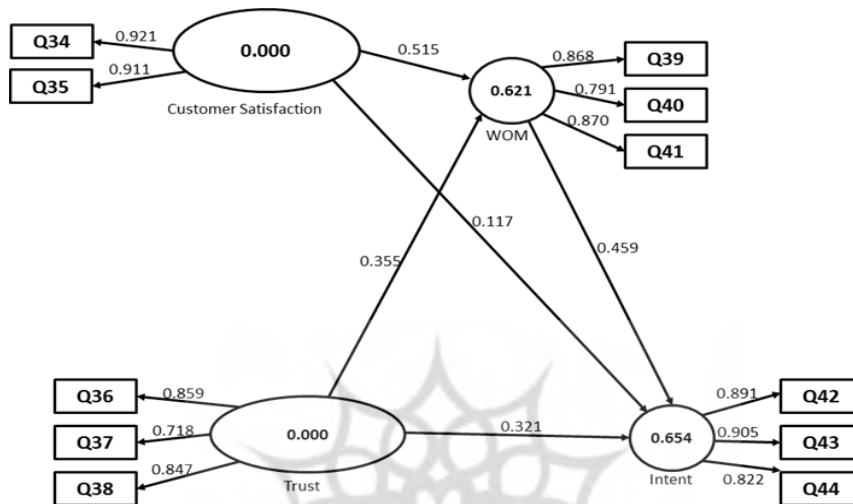 Q34
0.921
0.000
Q35
0.911
Customer Satisfaction
0.515
0.621
WOM
0.868
Q39
0.791
Q40
0.870
Q41
0.117
0.355
0.459
Q36
0.859
Q37
0.718
Q38
0.847
0.000
Trust
0.321
0.654
Intent
0.891
Q42
0.905
Q43
0.822
Q44